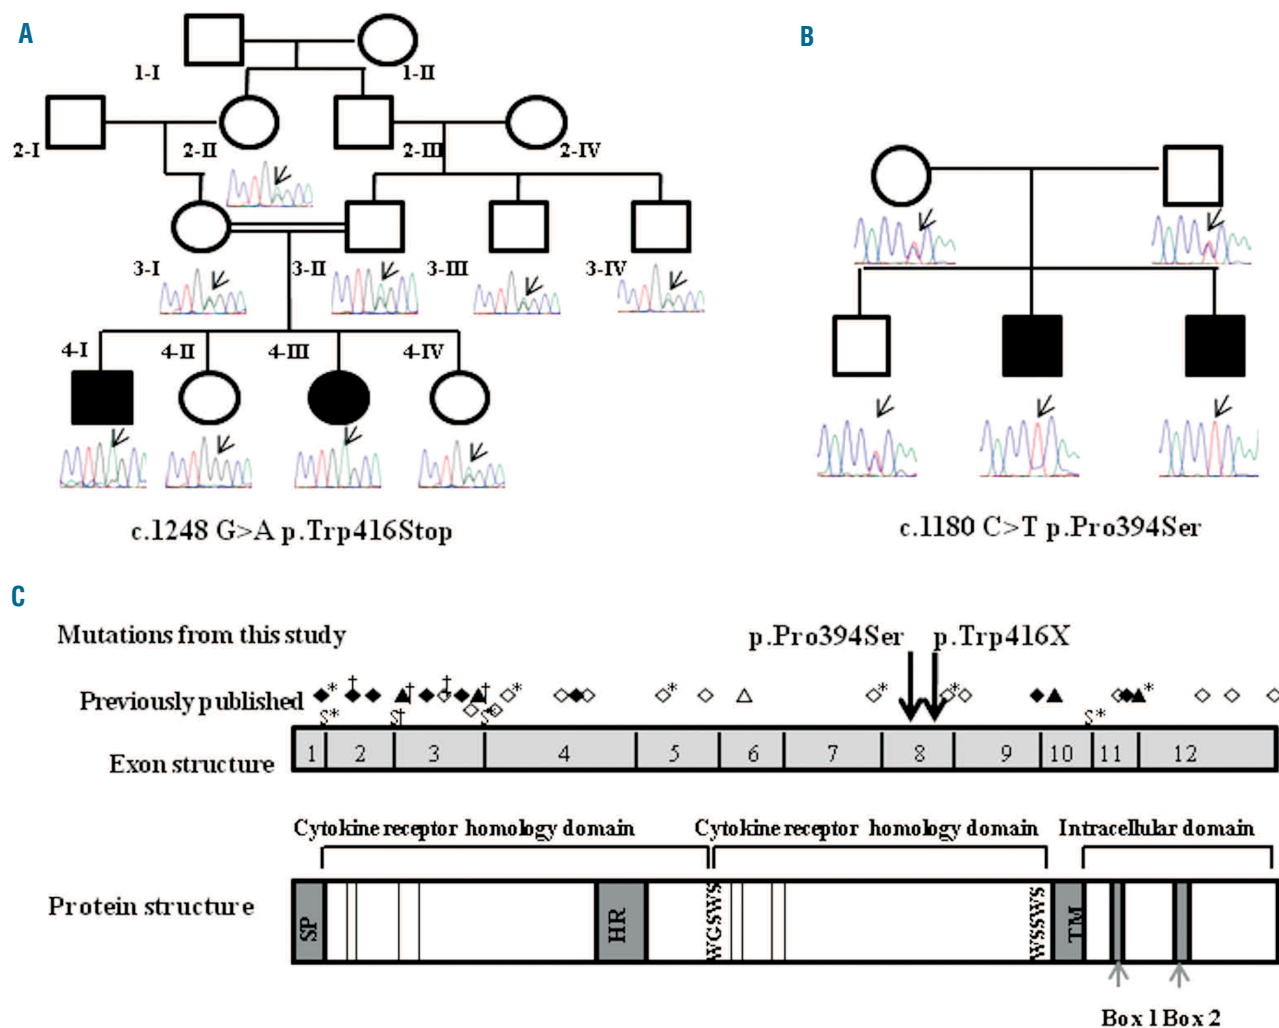 A
B
1-I
1-II
2-I
2-II
2-III
2-IV
3-I
3-II
3-III
3-IV
4-I
4-II
4-III
4-IV
c.1248 G>A p.Trp416Stop
c.1180 C>T p.Pro394Ser
C
Mutations from this study
p.Pro394Ser
p.Trp416X
Previously published
* † † † * * * * *
S* S† S* S*
Exon structure
1 2 3 4 5 6 7 8 9 10 11 12
Cytokine receptor homology domain
Cytokine receptor homology domain
Intracellular domain
Protein structure
SP
HR
WGSWS
WSSWS
TM
Box 1 Box 2